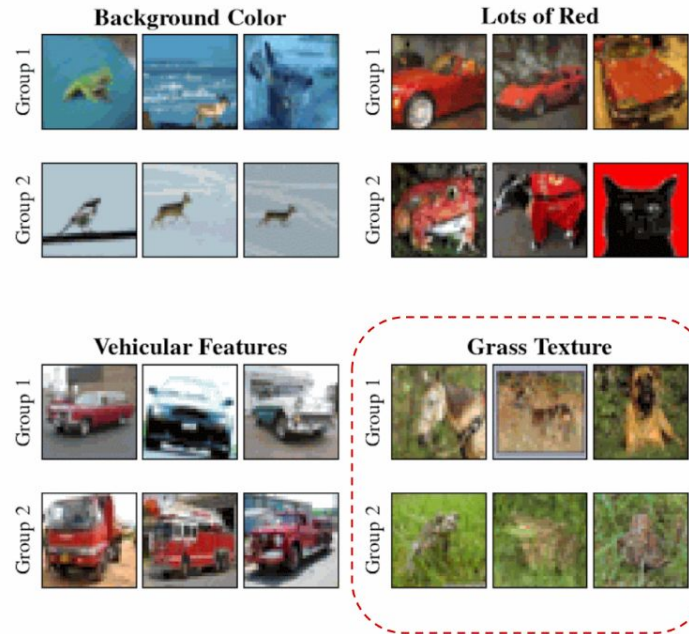 Background Color
Group 1
Group 2
Lots of Red
Group 1
Group 2
Vehicular Features
Group 1
Group 2
Grass Texture
Group 1
Group 2